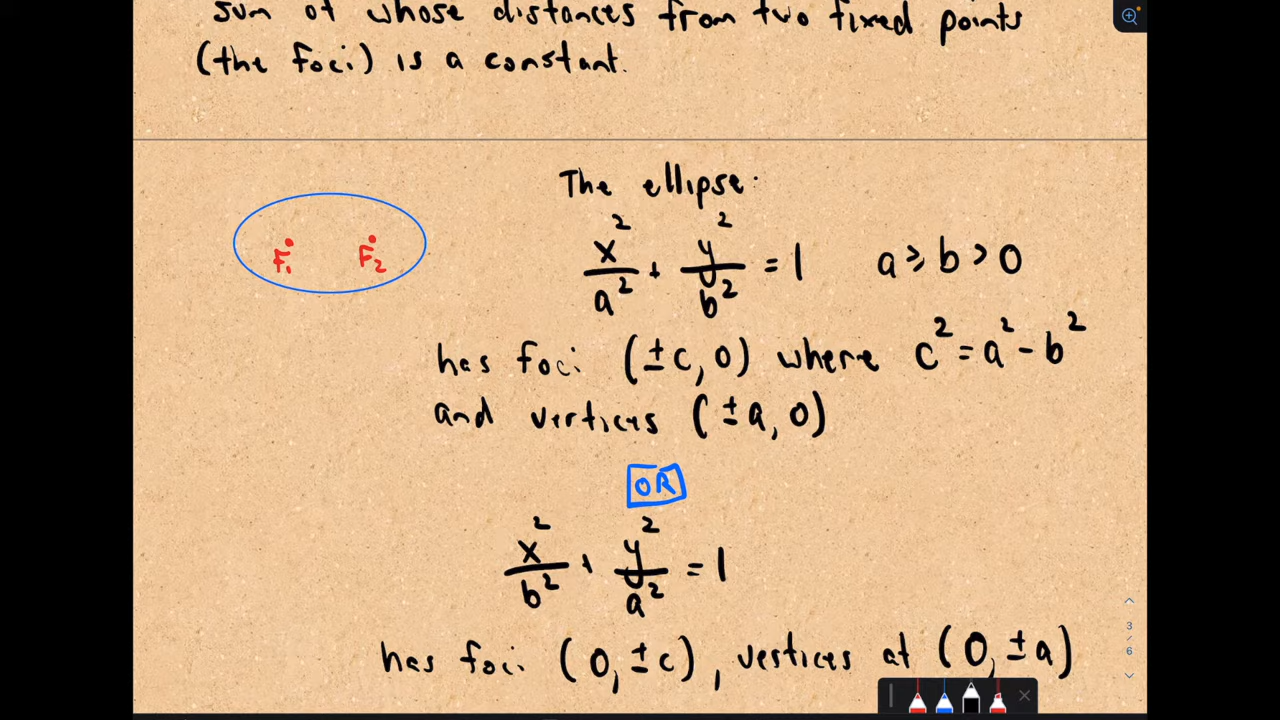 sum of whose distances from two fixed points
(the foci) is a constant.
The ellipse:
x²/a² + y²/b² = 1 a ≥ b > 0
F₁ F₂
has foci (±c, 0) where c² = a² - b²
and vertices (±a, 0)
OR
x²/b² + y²/a² = 1
has foci (0, ±c), vertices at (0, ±a)
3
/
6